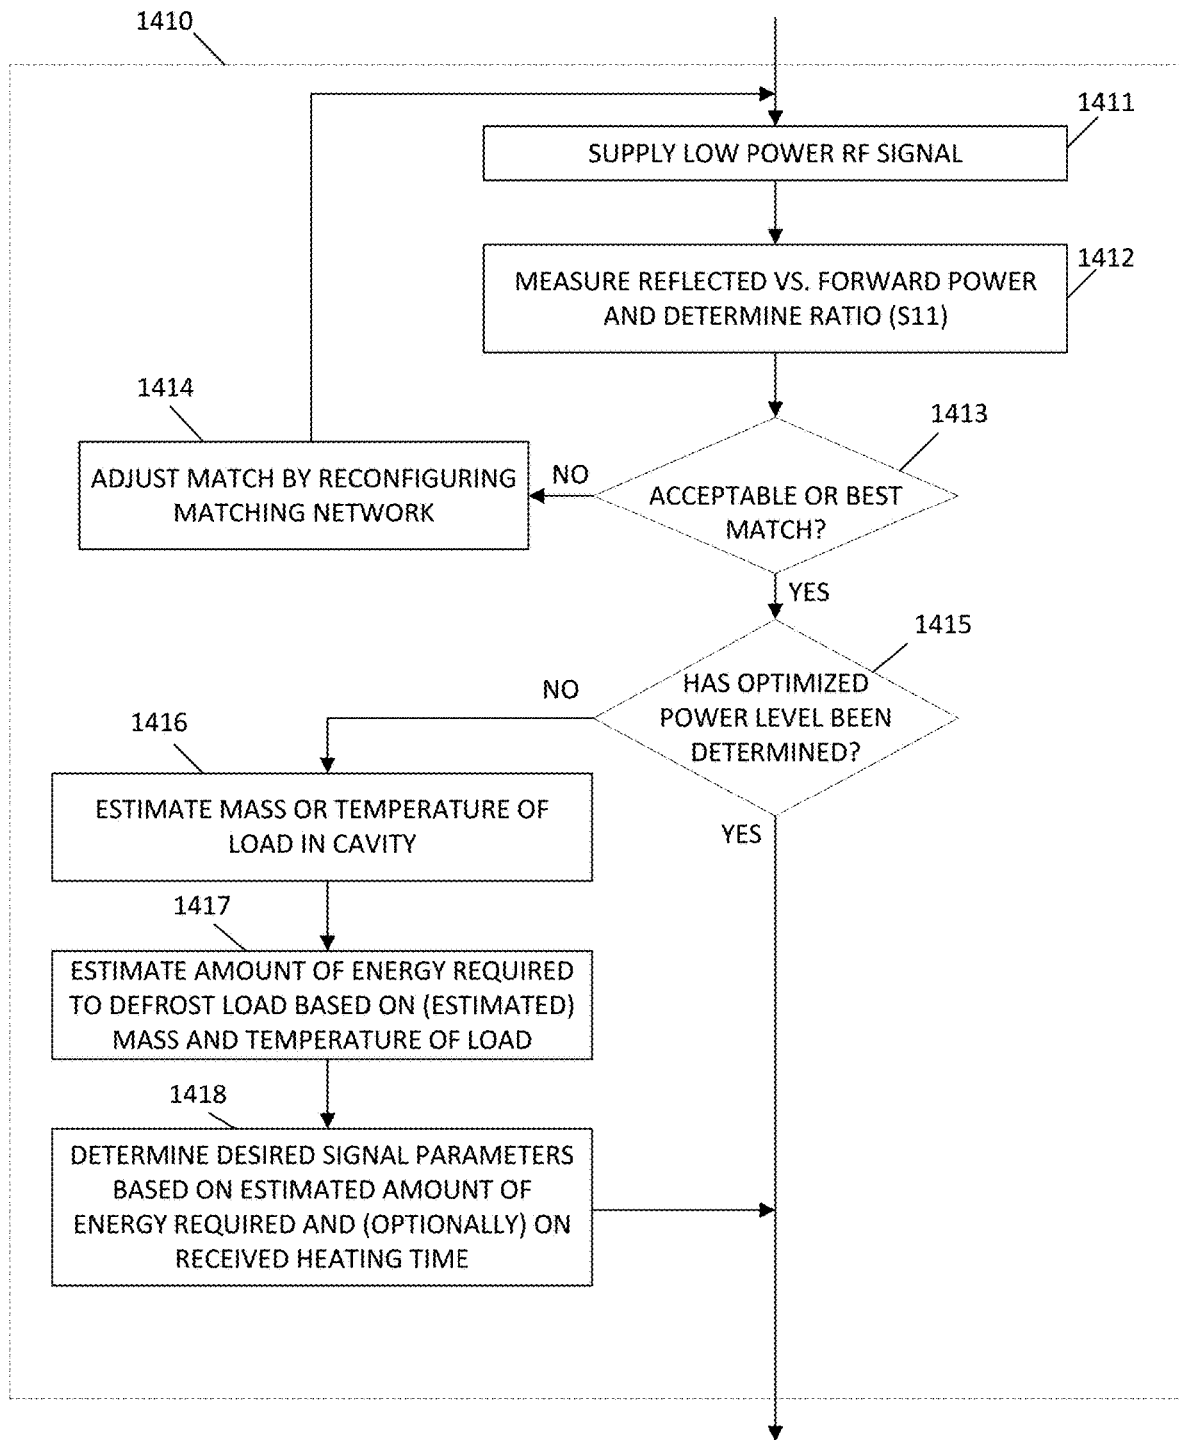 1410
1411
SUPPLY LOW POWER RF SIGNAL
1412
MEASURE REFLECTED VS. FORWARD POWER
AND DETERMINE RATIO (S11)
1414
1413
ADJUST MATCH BY RECONFIGURING
MATCHING NETWORK
NO
ACCEPTABLE OR BEST
MATCH?
YES
1415
NO
HAS OPTIMIZED
POWER LEVEL BEEN
DETERMINED?
1416
YES
ESTIMATE MASS OR TEMPERATURE OF
LOAD IN CAVITY
1417
ESTIMATE AMOUNT OF ENERGY REQUIRED
TO DEFROST LOAD BASED ON (ESTIMATED)
MASS AND TEMPERATURE OF LOAD
1418
DETERMINE DESIRED SIGNAL PARAMETERS
BASED ON ESTIMATED AMOUNT OF
ENERGY REQUIRED AND (OPTIONALLY) ON
RECEIVED HEATING TIME